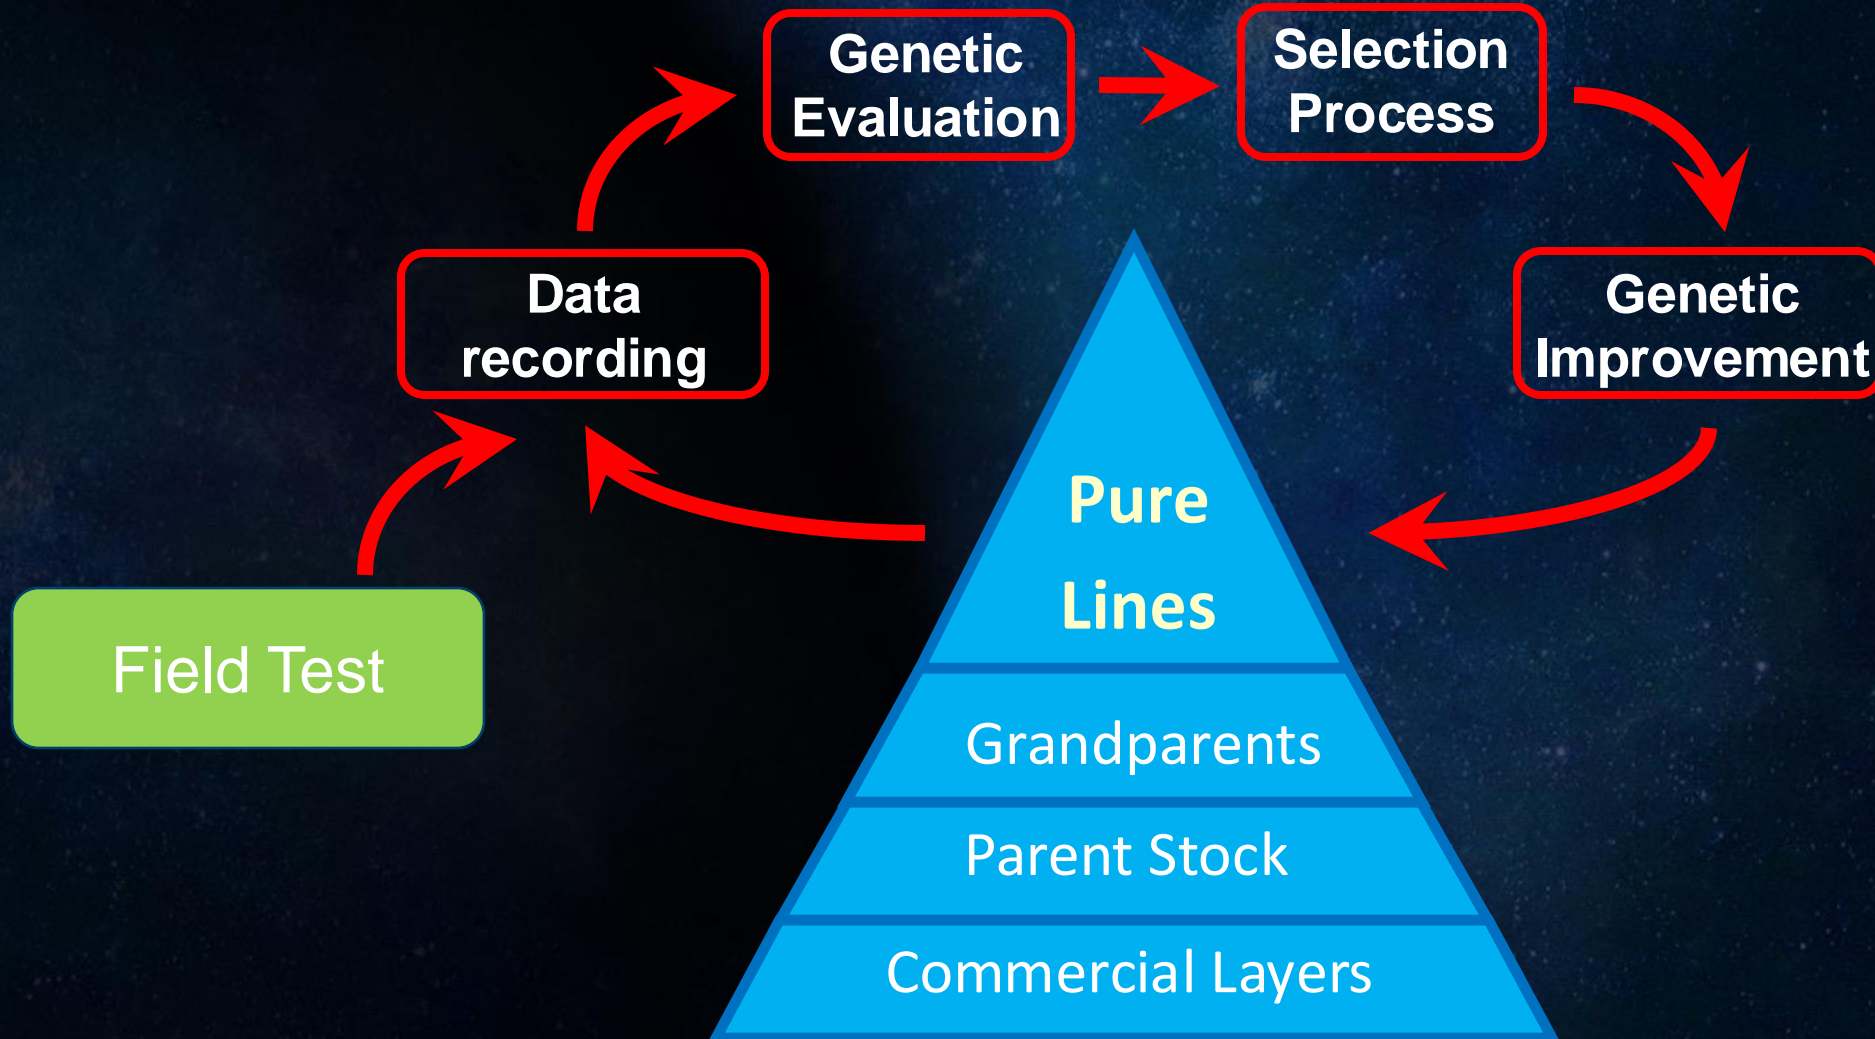 Genetic
Evaluation
Selection
Process
Data
recording
Genetic
Improvement
Pure
Lines
Field Test
Grandparents
Parent Stock
Commercial Layers